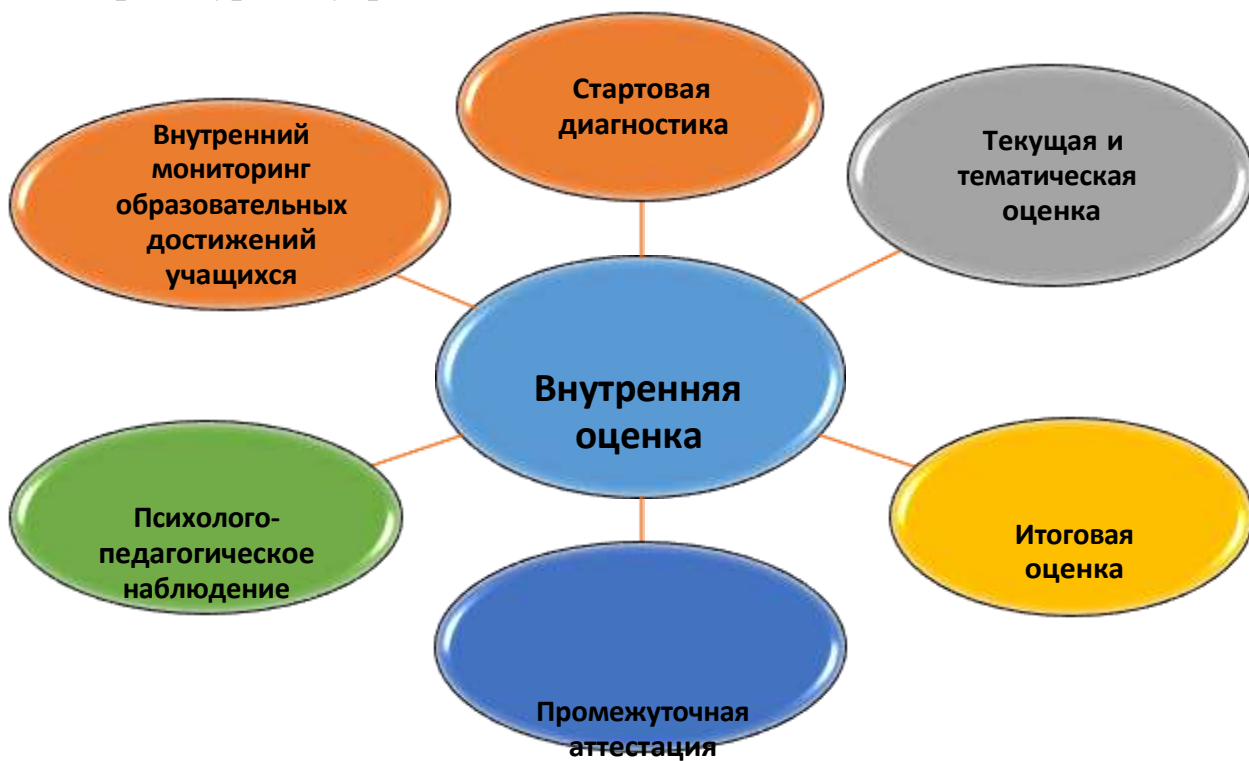 Стартовая
диагностика
Внутренний
мониторинг
образовательных
достижений
учащихся
Текущая и
тематическая
оценка
Внутренняя
оценка
Психолого-
педагогическое
наблюдение
Итоговая
оценка
Промежуточная
аттестация